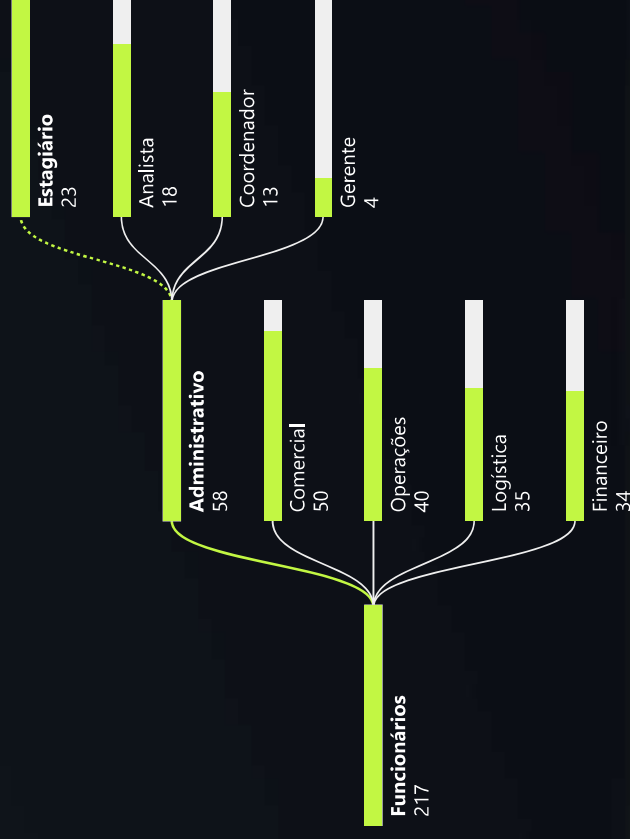 Funcionários
217
Administrativo
58
Comercial
50
Operações
40
Logística
35
Financeiro
34
Estagiário
23
Analista
18
Coordenador
13
Gerente
4